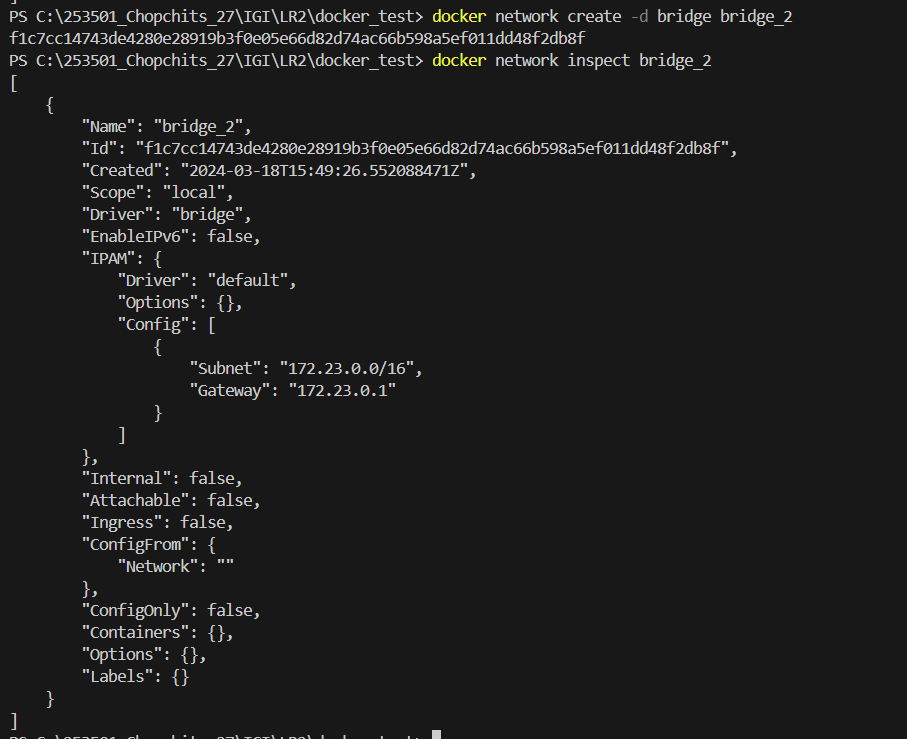 ]
PS C:\253501_Chopchits_27\IGI\LR2\docker_test> docker network create -d bridge bridge_2
f1c7cc14743de4280e28919b3f0e05e66d82d74ac66b598a5ef011dd48f2db8f
PS C:\253501_Chopchits_27\IGI\LR2\docker_test> docker network inspect bridge_2
[
    {
        "Name": "bridge_2",
        "Id": "f1c7cc14743de4280e28919b3f0e05e66d82d74ac66b598a5ef011dd48f2db8f",
        "Created": "2024-03-18T15:49:26.552088471Z",
        "Scope": "local",
        "Driver": "bridge",
        "EnableIPv6": false,
        "IPAM": {
            "Driver": "default",
            "Options": {},
            "Config": [
                {
                    "Subnet": "172.23.0.0/16",
                    "Gateway": "172.23.0.1"
                }
            ]
        },
        "Internal": false,
        "Attachable": false,
        "Ingress": false,
        "ConfigFrom": {
            "Network": ""
        },
        "ConfigOnly": false,
        "Containers": {},
        "Options": {},
        "Labels": {}
    }
]
PS C:\253501_Chopchits_27\IGI\LR2\docker_test>